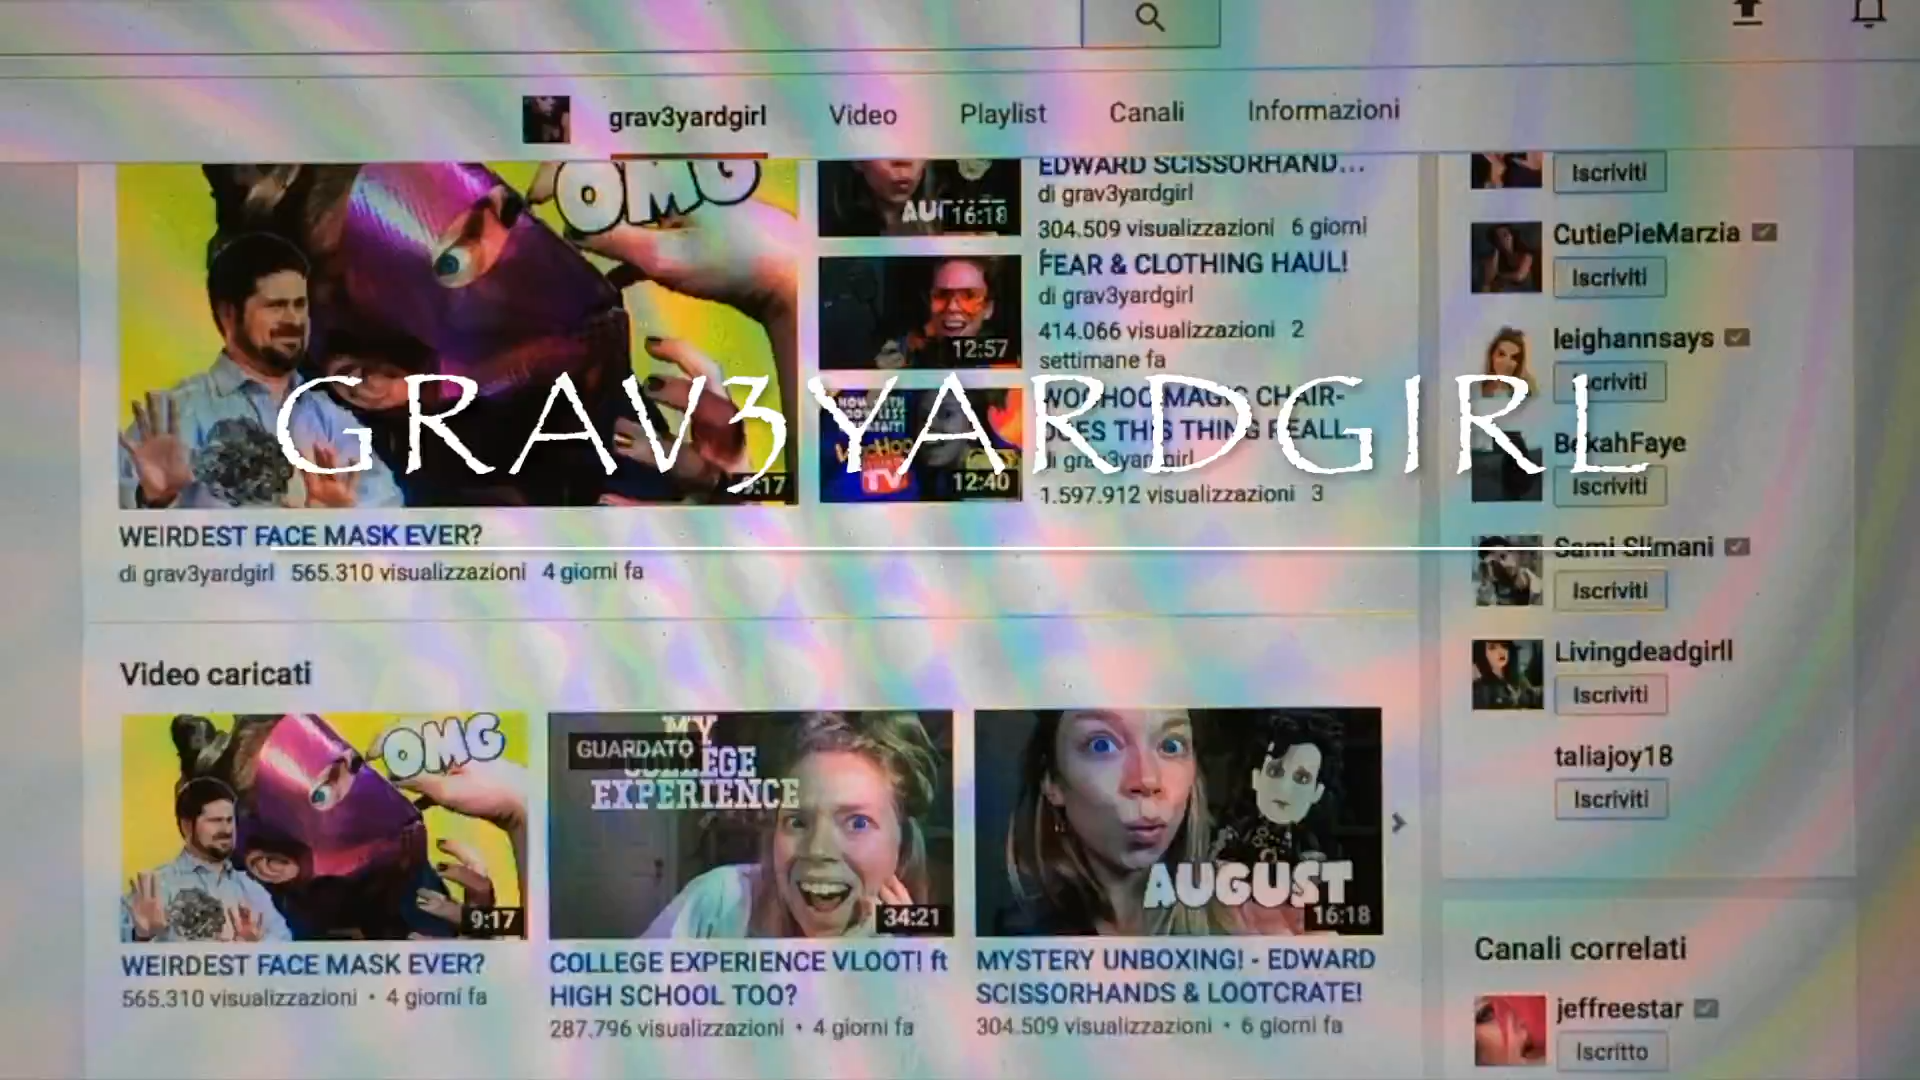 grav3yardgirl Video Playlist Canali Informazioni
OMG
9:17
WEIRDEST FACE MASK EVER?
di grav3yardgirl 565.310 visualizzazioni 4 giorni fa
16:18
EDWARD SCISSORHAND...
di grav3yardgirl
304.509 visualizzazioni 6 giorni
12:57
FEAR & CLOTHING HAUL!
di grav3yardgirl
414.066 visualizzazioni 2
settimane fa
TV
12:40
WOOHOO MAGIC CHAIR-
DOES THIS THING REALL...
di grav3yardgirl
1.597.912 visualizzazioni 3
GRAV3YARDGIRL
Iscriviti
CutiePieMarzia
Iscriviti
leighannsays
Iscriviti
BekahFaye
Iscriviti
Sami Slimani
Iscriviti
Livingdeadgirll
Iscriviti
taliajoy18
Iscriviti
Video caricati
OMG
9:17
WEIRDEST FACE MASK EVER?
565.310 visualizzazioni • 4 giorni fa
GUARDATO
MY
COLLEGE
EXPERIENCE
34:21
COLLEGE EXPERIENCE VLOOT! ft
HIGH SCHOOL TOO?
287.796 visualizzazioni • 4 giorni fa
AUGUST
16:18
MYSTERY UNBOXING! - EDWARD
SCISSORHANDS & LOOTCRATE!
304.509 visualizzazioni • 6 giorni fa
Canali correlati
jeffreestar
Iscritto